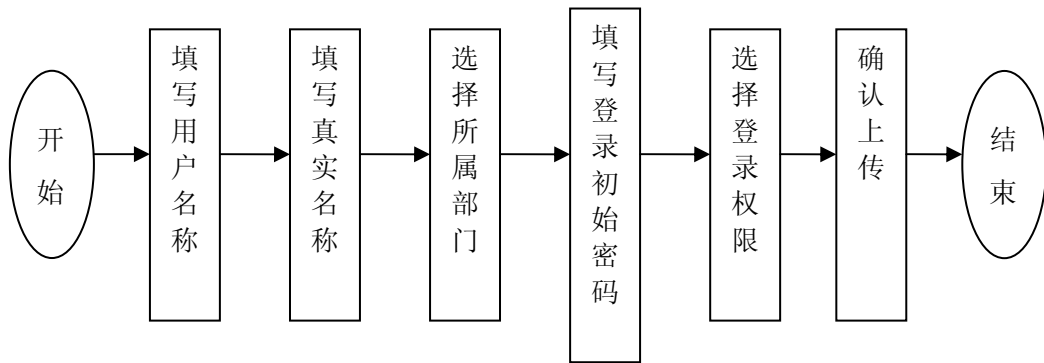 开始
填写用户名称
填写真实名称
选择所属部门
填写登录初始密码
选择登录权限
确认上传
结束